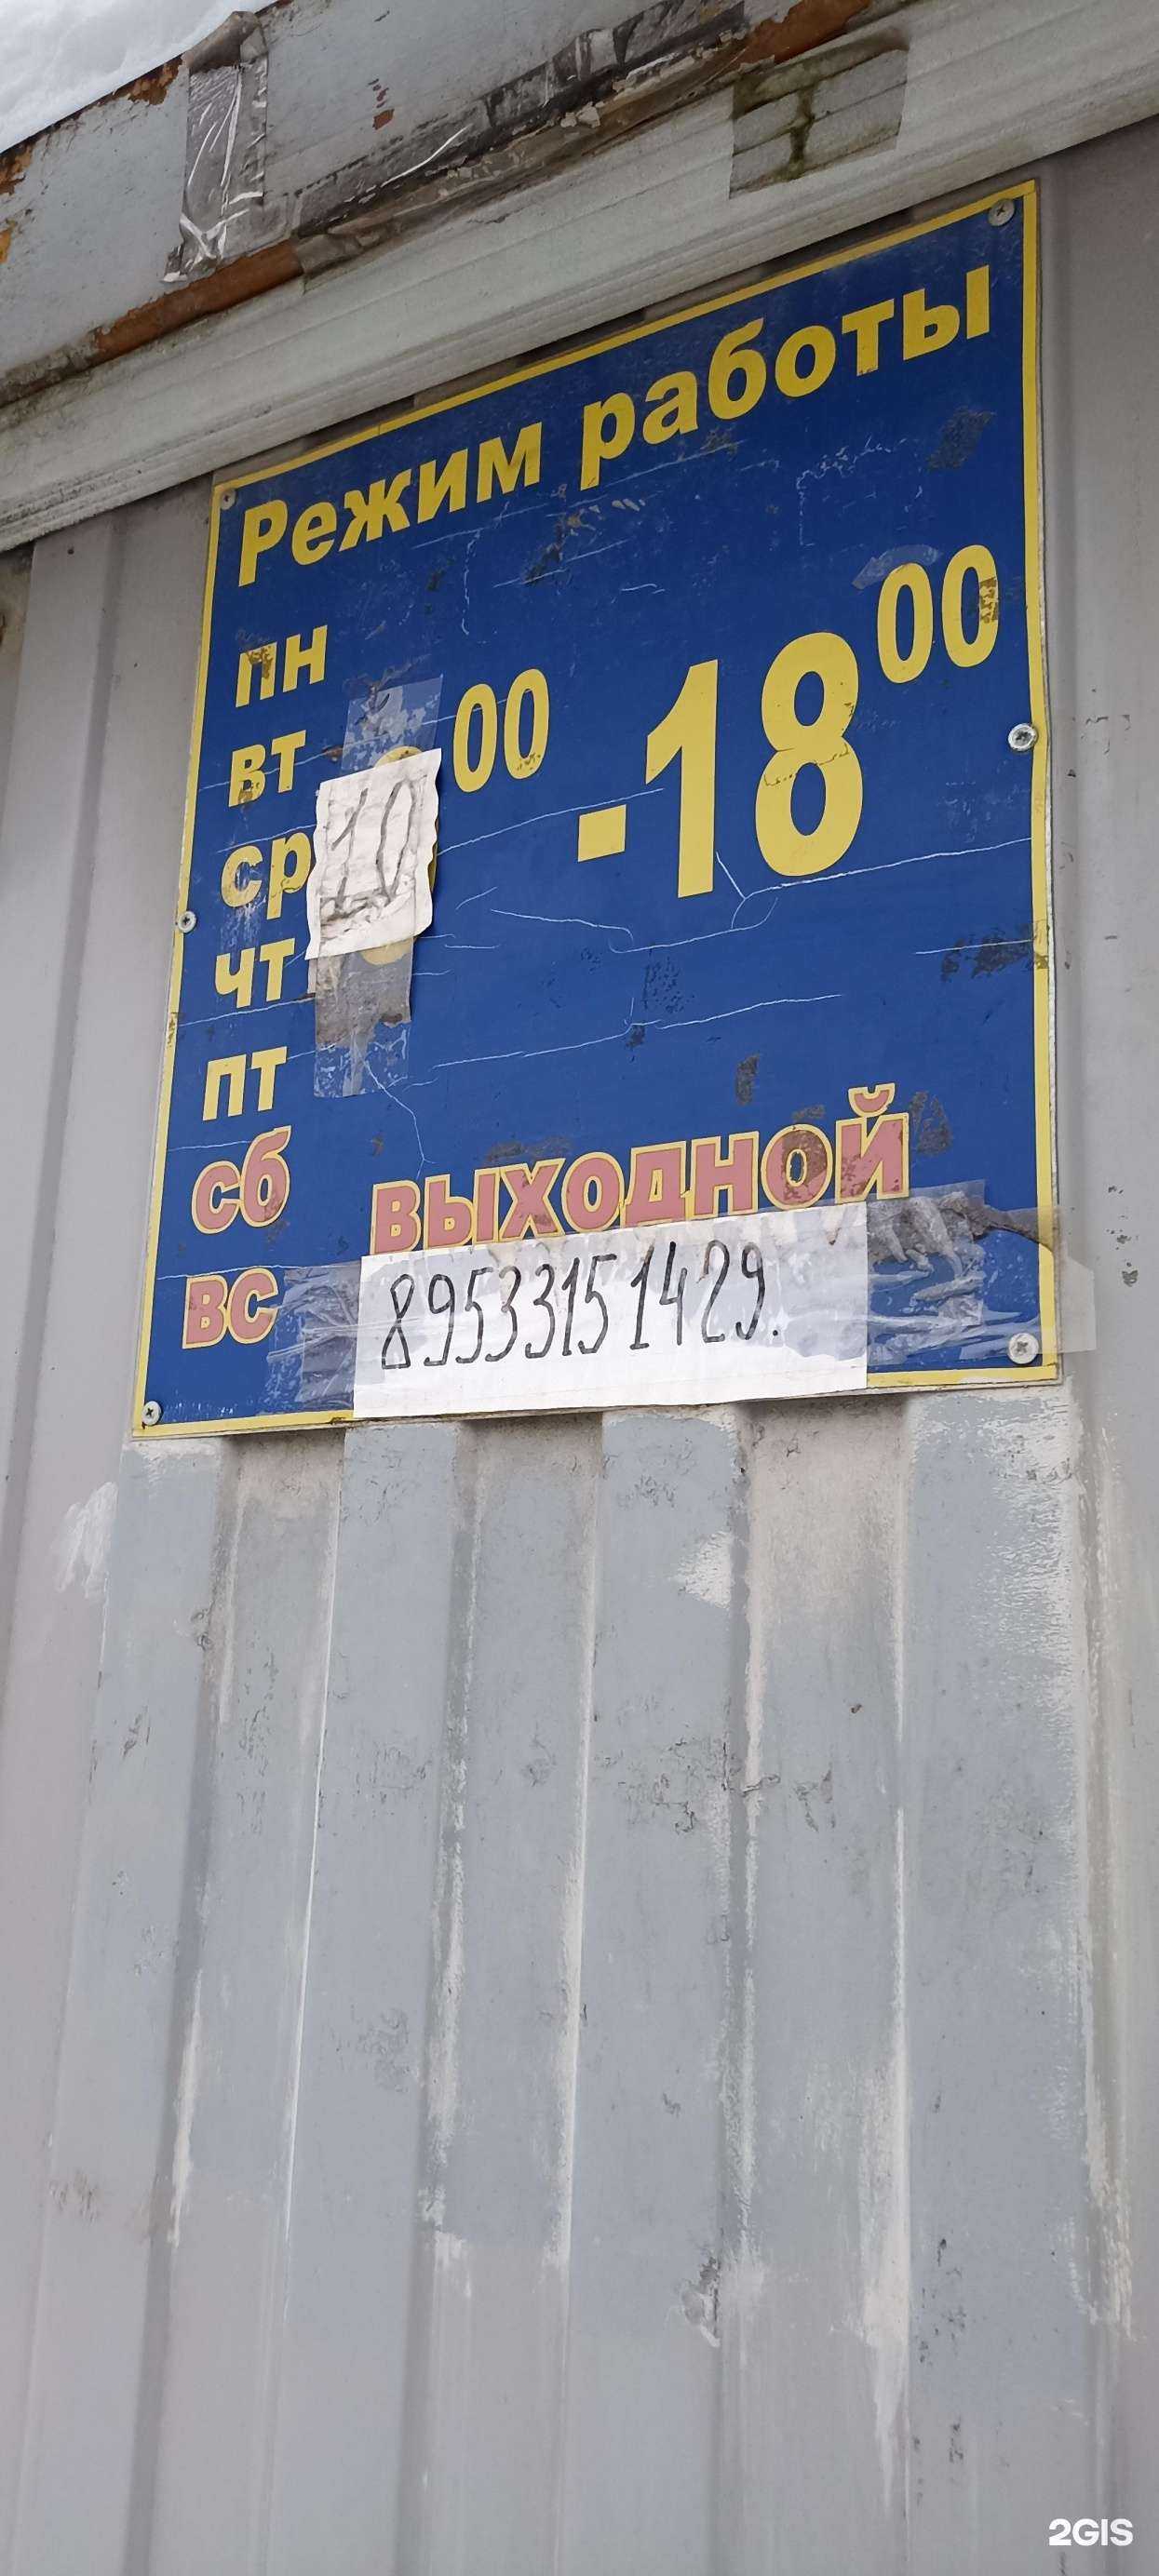 Режим работы
пн
вт 10 00 - 18 00
ср
чт
пт
сб выходной
вс
89533151429.
2GIS